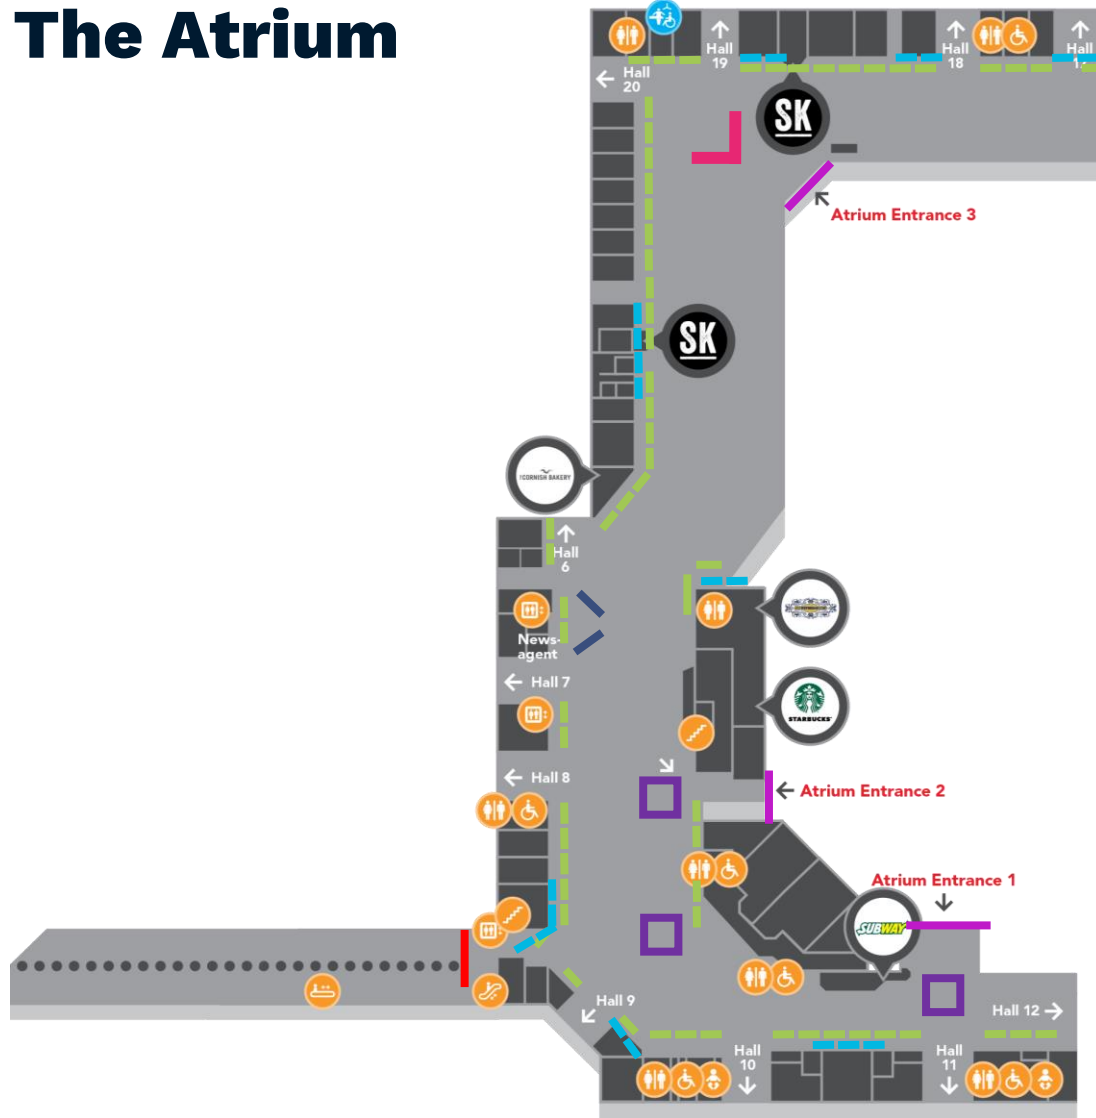 The Atrium
Hall
19
Hall
18
Hall
Hall
20
SK
Atrium Entrance 3
SK
CORNISH BAKERY
Hall
6
News-
agent
STARBUCKS
Hall 7
Hall 8
Atrium Entrance 2
Atrium Entrance 1
SUBWAY
Hall 9
Hall 12
Hall
10
Hall
11